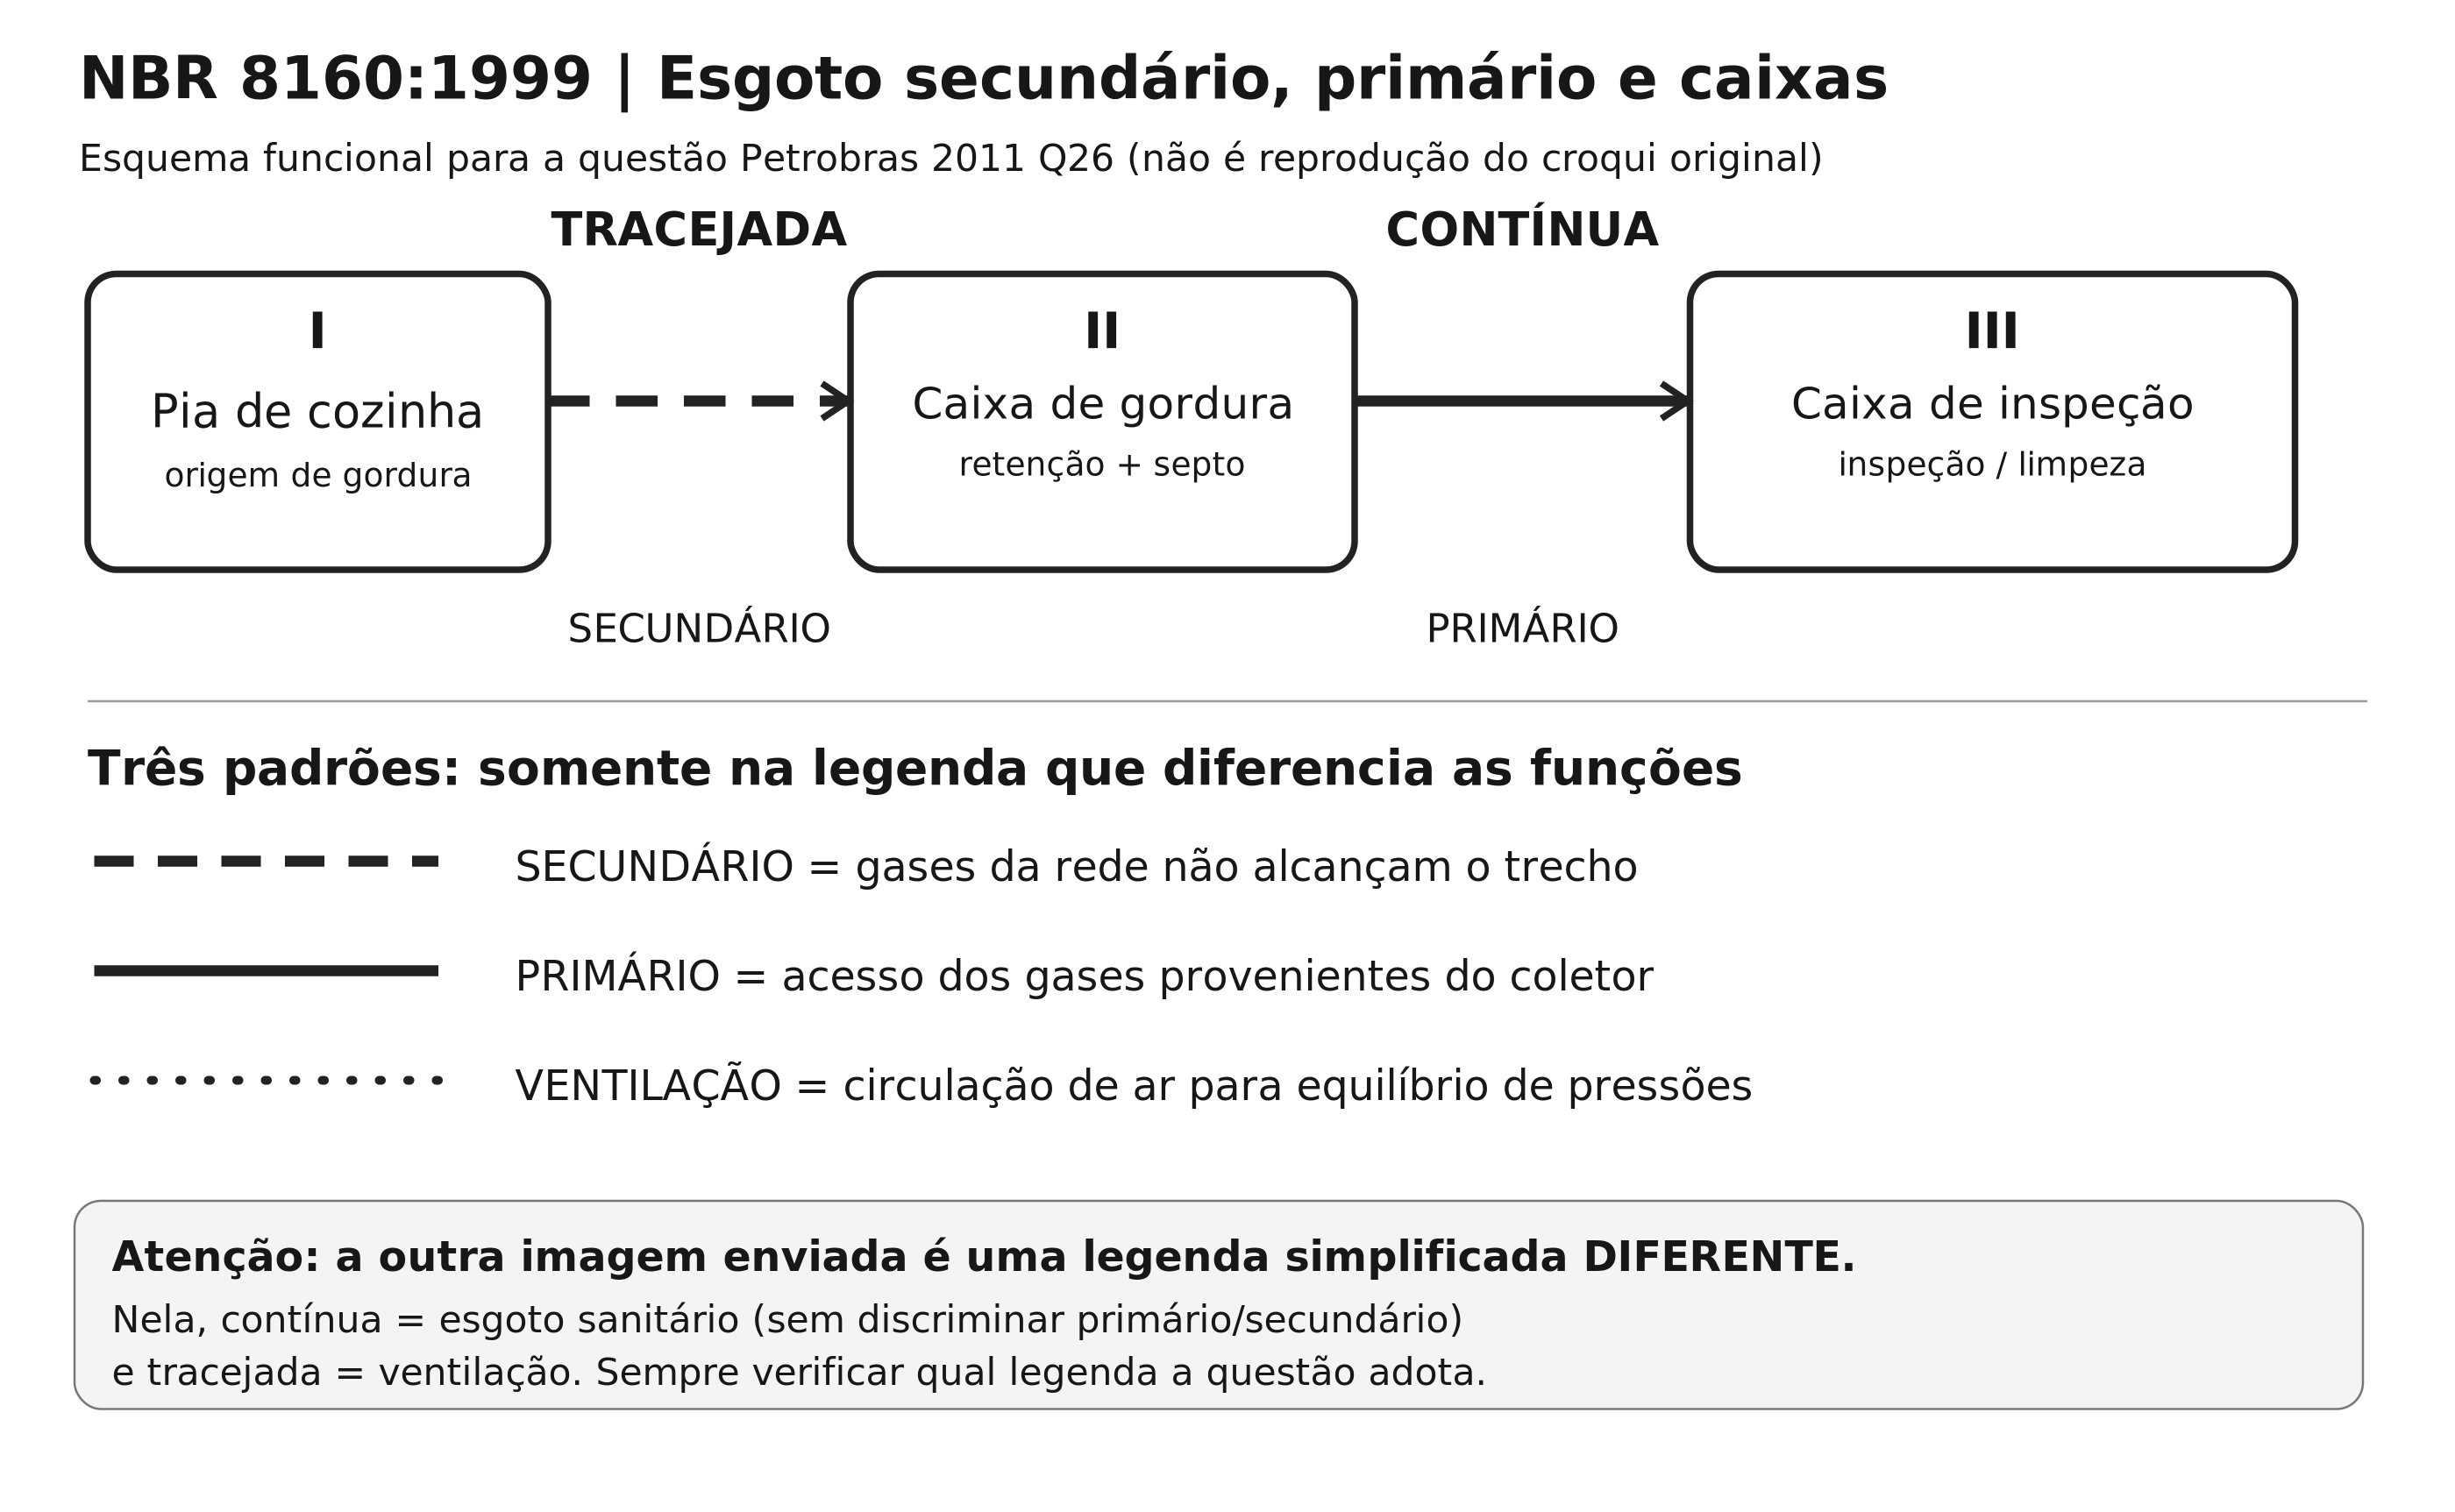 NBR 8160:1999 | Esgoto secundário, primário e caixas
Esquema funcional para a questão Petrobras 2011 Q26 (não é reprodução do croqui original)
TRACEJADA
CONTÍNUA
I
Pia de cozinha
origem de gordura
II
Caixa de gordura
retenção + septo
III
Caixa de inspeção
inspeção / limpeza
SECUNDÁRIO
PRIMÁRIO
Três padrões: somente na legenda que diferencia as funções
SECUNDÁRIO = gases da rede não alcançam o trecho
PRIMÁRIO = acesso dos gases provenientes do coletor
VENTILAÇÃO = circulação de ar para equilíbrio de pressões
Atenção: a outra imagem enviada é uma legenda simplificada DIFERENTE.
Nela, contínua = esgoto sanitário (sem discriminar primário/secundário)
e tracejada = ventilação. Sempre verificar qual legenda a questão adota.